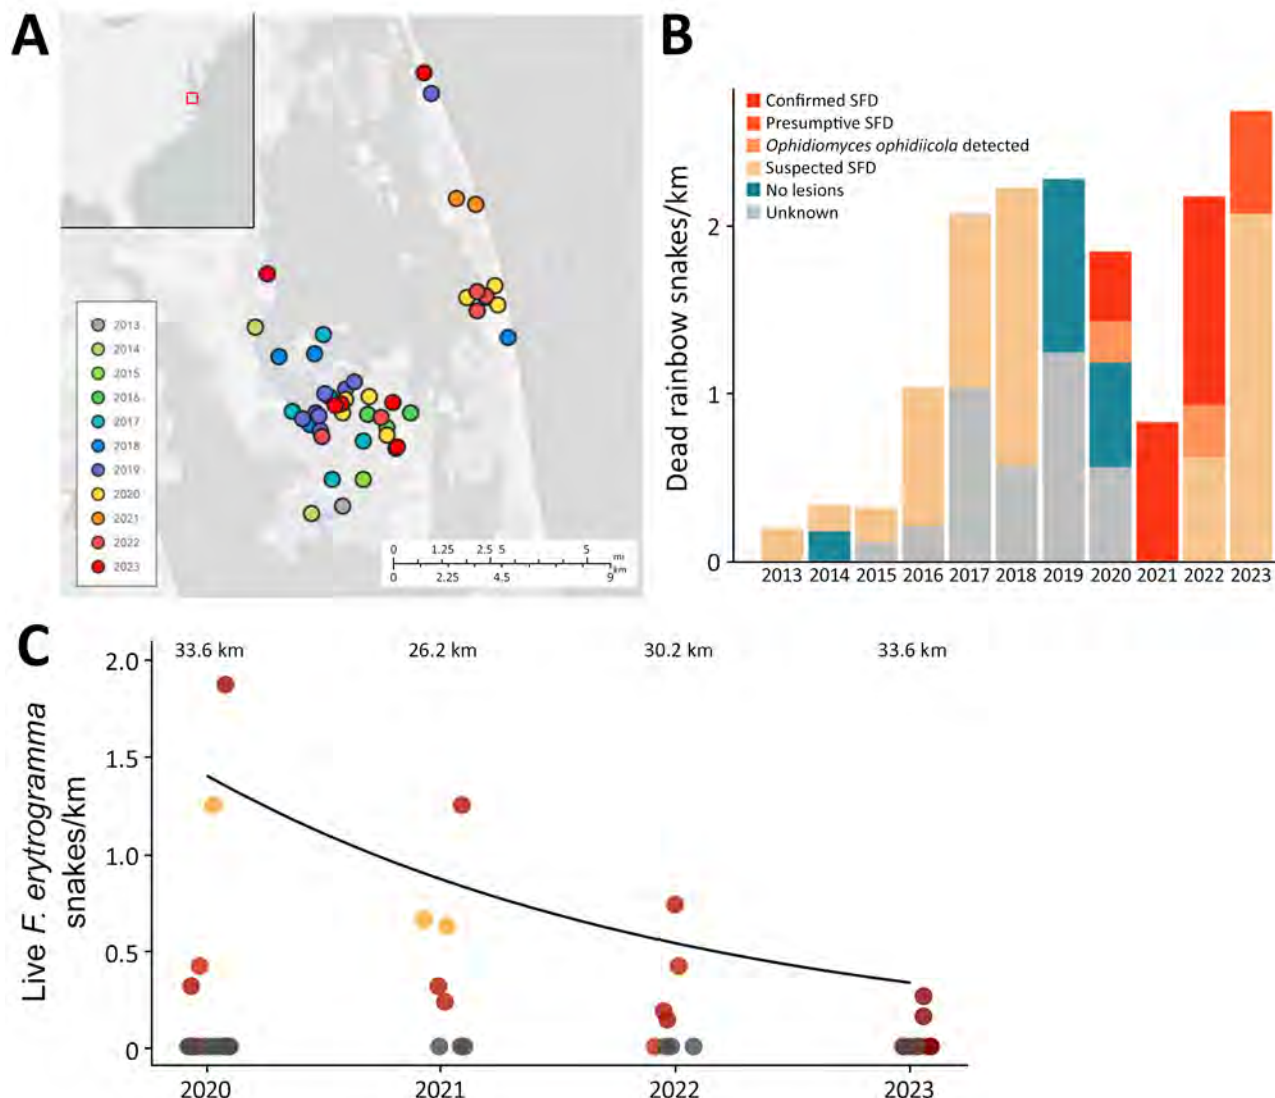 A
2013
2014
2015
2016
2017
2018
2019
2020
2021
2022
2023
0 1.25 2.5 5 5 mi
0 2.25 4.5 9 km
B
Confirmed SFD
Presumptive SFD
Ophidiomyces ophidiicola detected
Suspected SFD
No lesions
Unknown
Dead rainbow snakes/km
2
1
0
2013 2014 2015 2016 2017 2018 2019 2020 2021 2022 2023
C
33.6 km 26.2 km 30.2 km 33.6 km
Live F. erytrogramma
snakes/km
2.0
1.5
1.0
0.5
0
2020 2021 2022 2023